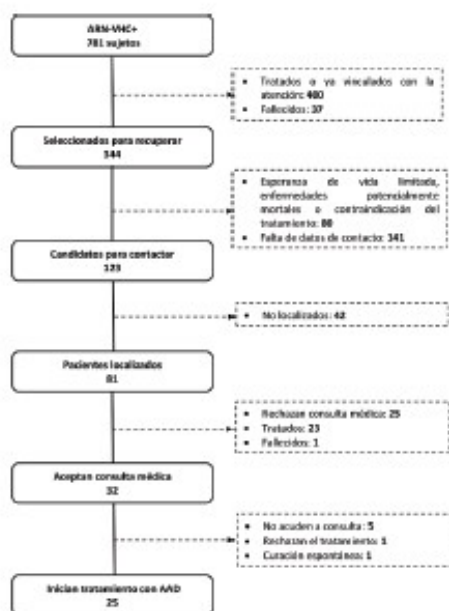 ARN-VHC+
781 sujetos
• Tratados o ya vinculados con la
atención: 400
• Fallecidos: 37
Seleccionados para recuperar
344
• Esperanza de vida limitada,
enfermedades potencialmente
mortales o contraindicación del
tratamiento: 80
• Falta de datos de contacto: 141
Candidatos para contactar
123
• No localizados: 42
Pacientes localizados
81
• Rechazan consulta médica: 25
• Tratados: 23
• Fallecidos: 1
Aceptan consulta médica
32
• No acuden a consulta: 5
• Rechazan el tratamiento: 1
• Curación espontánea: 1
Inician tratamiento con AAD
25